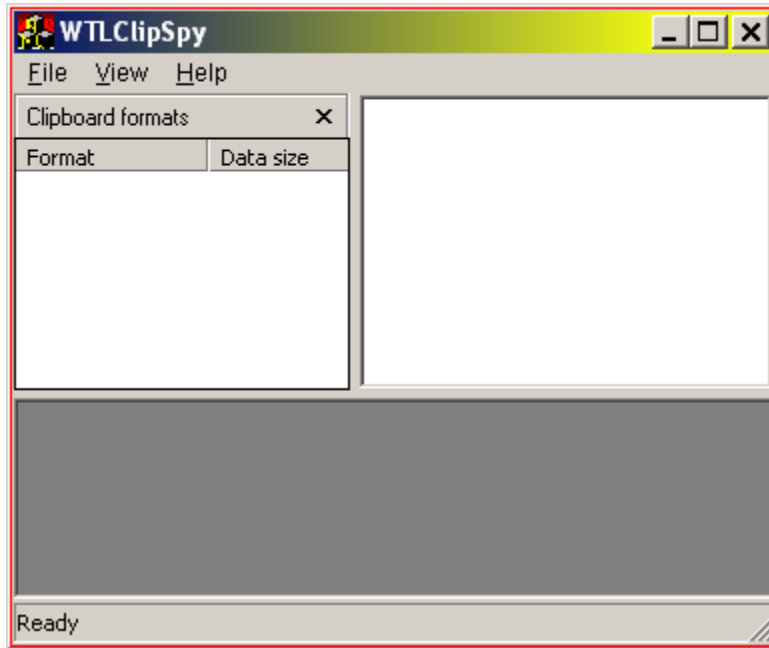 WTLClipSpy
File View Help
Clipboard formats
Format Data size
Ready